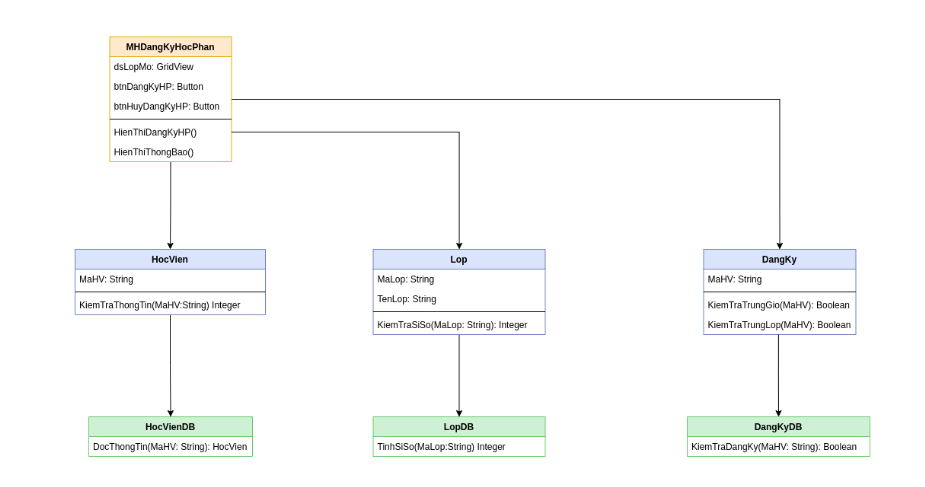 MHDangKyHocPhan
dsLopMo: GridView
btnDangKyHP: Button
btnHuyDangKyHP: Button
HienThiDangKyHP()
HienThiThongBao()
HocVien
MaHV: String
KiemTraThongTin(MaHV:String) Integer
Lop
MaLop: String
TenLop: String
KiemTraSiSo(MaLop: String): Integer
DangKy
MaHV: String
KiemTraTrungGio(MaHV): Boolean
KiemTraTrungLop(MaHV): Boolean
HocVienDB
DocThongTin(MaHV: String): HocVien
LopDB
TinhSiSo(MaLop:String) Integer
DangKyDB
KiemTraDangKy(MaHV: String): Boolean